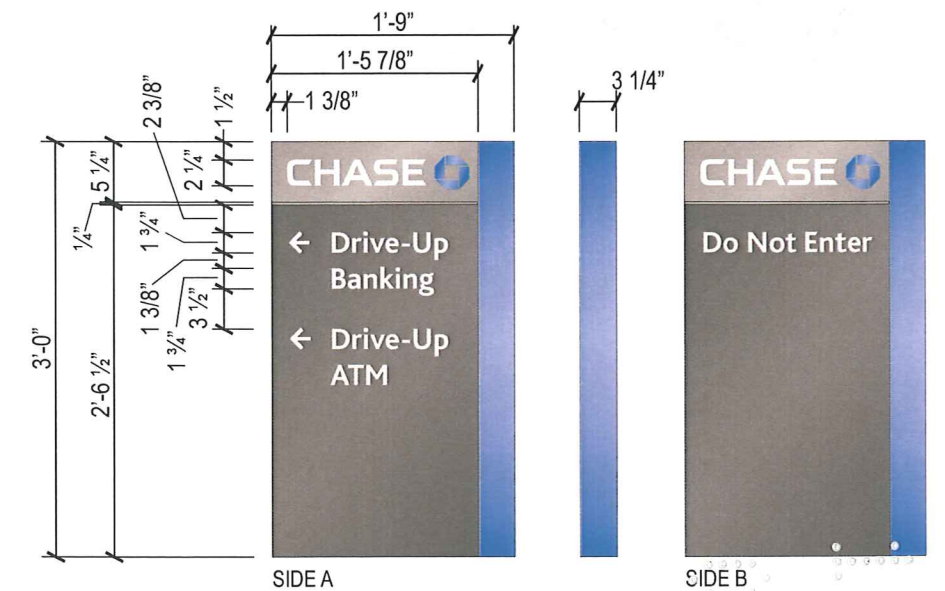 1'-9"
1'-5 7/8"
1 3/8"
3 1/4"
2 3/8"
1 ½"
5 ¼"
2 ¼"
¼"
1 ¾"
1 3/8"
1 ¾"
3 ½"
3'-0"
2'-6 ½"
CHASE
← Drive-Up
Banking
← Drive-Up
ATM
SIDE A
CHASE
Do Not Enter
SIDE B